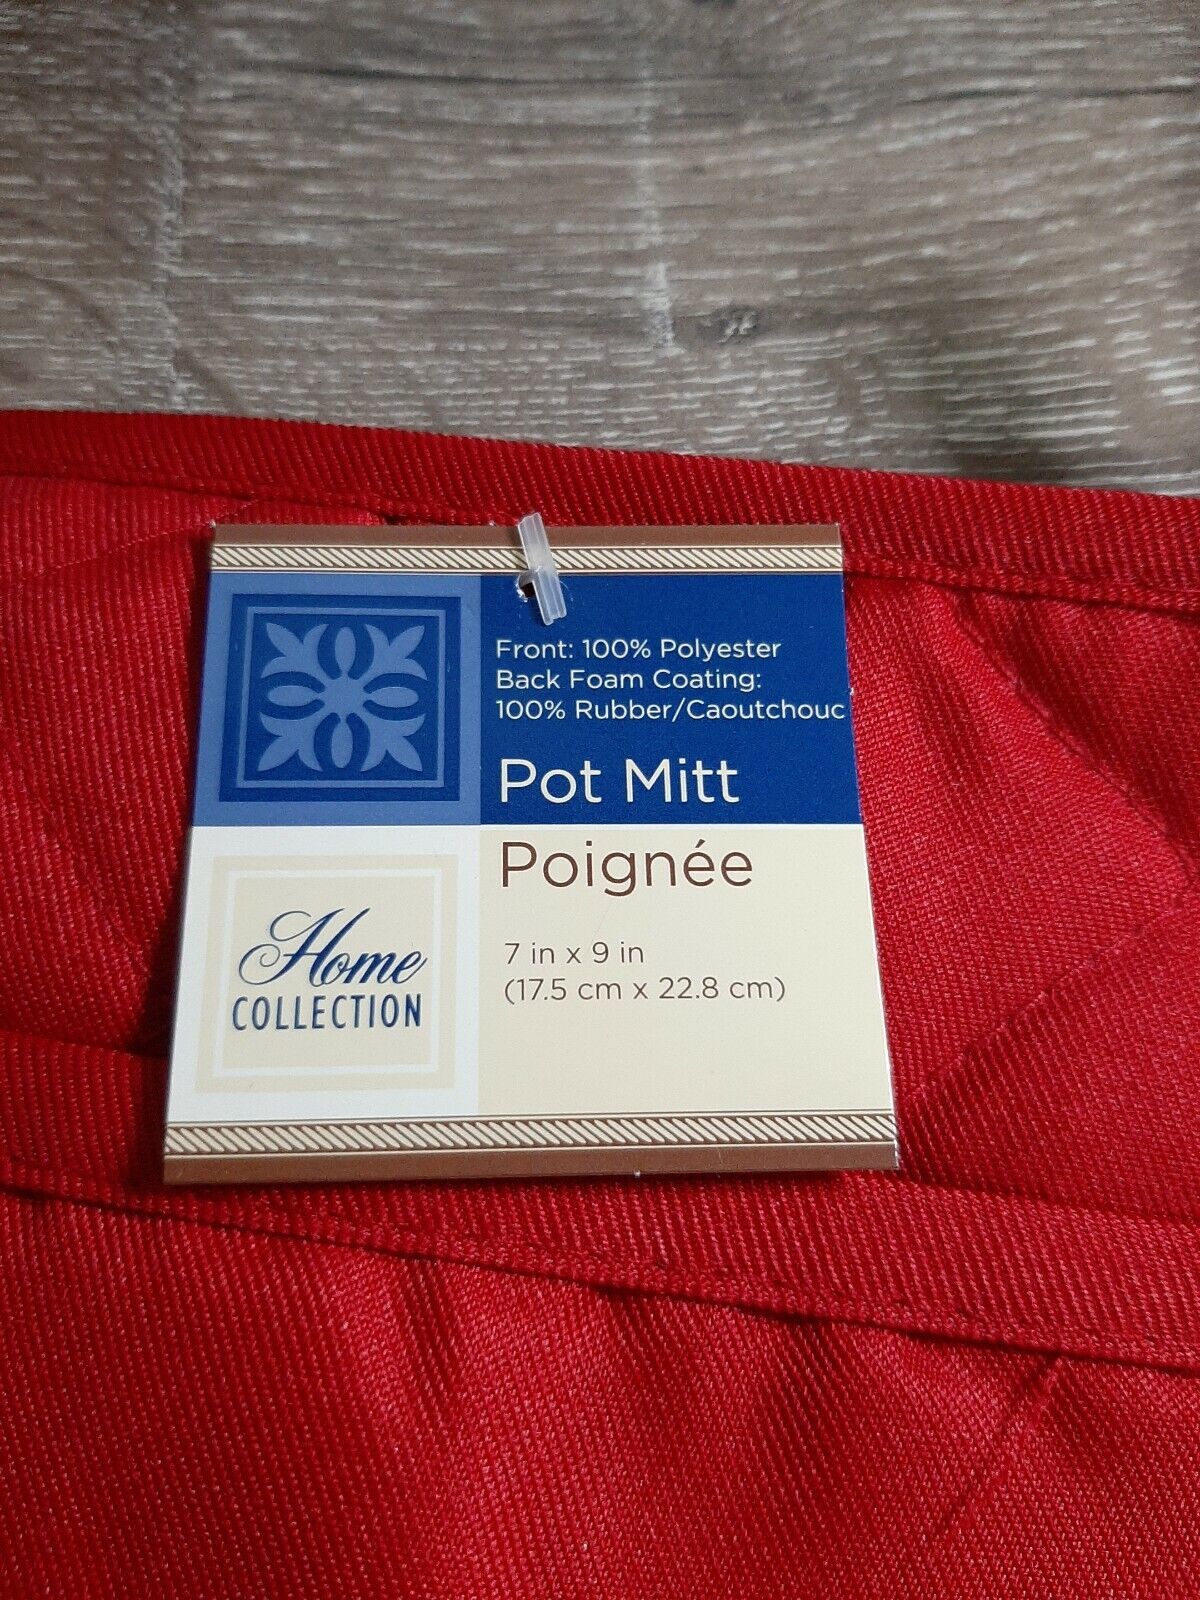 Front: 100% Polyester
Back Foam Coating:
100% Rubber/Caoutchouc
Pot Mitt
Poignée
7 in x 9 in
(17.5 cm x 22.8 cm)
Home
COLLECTION